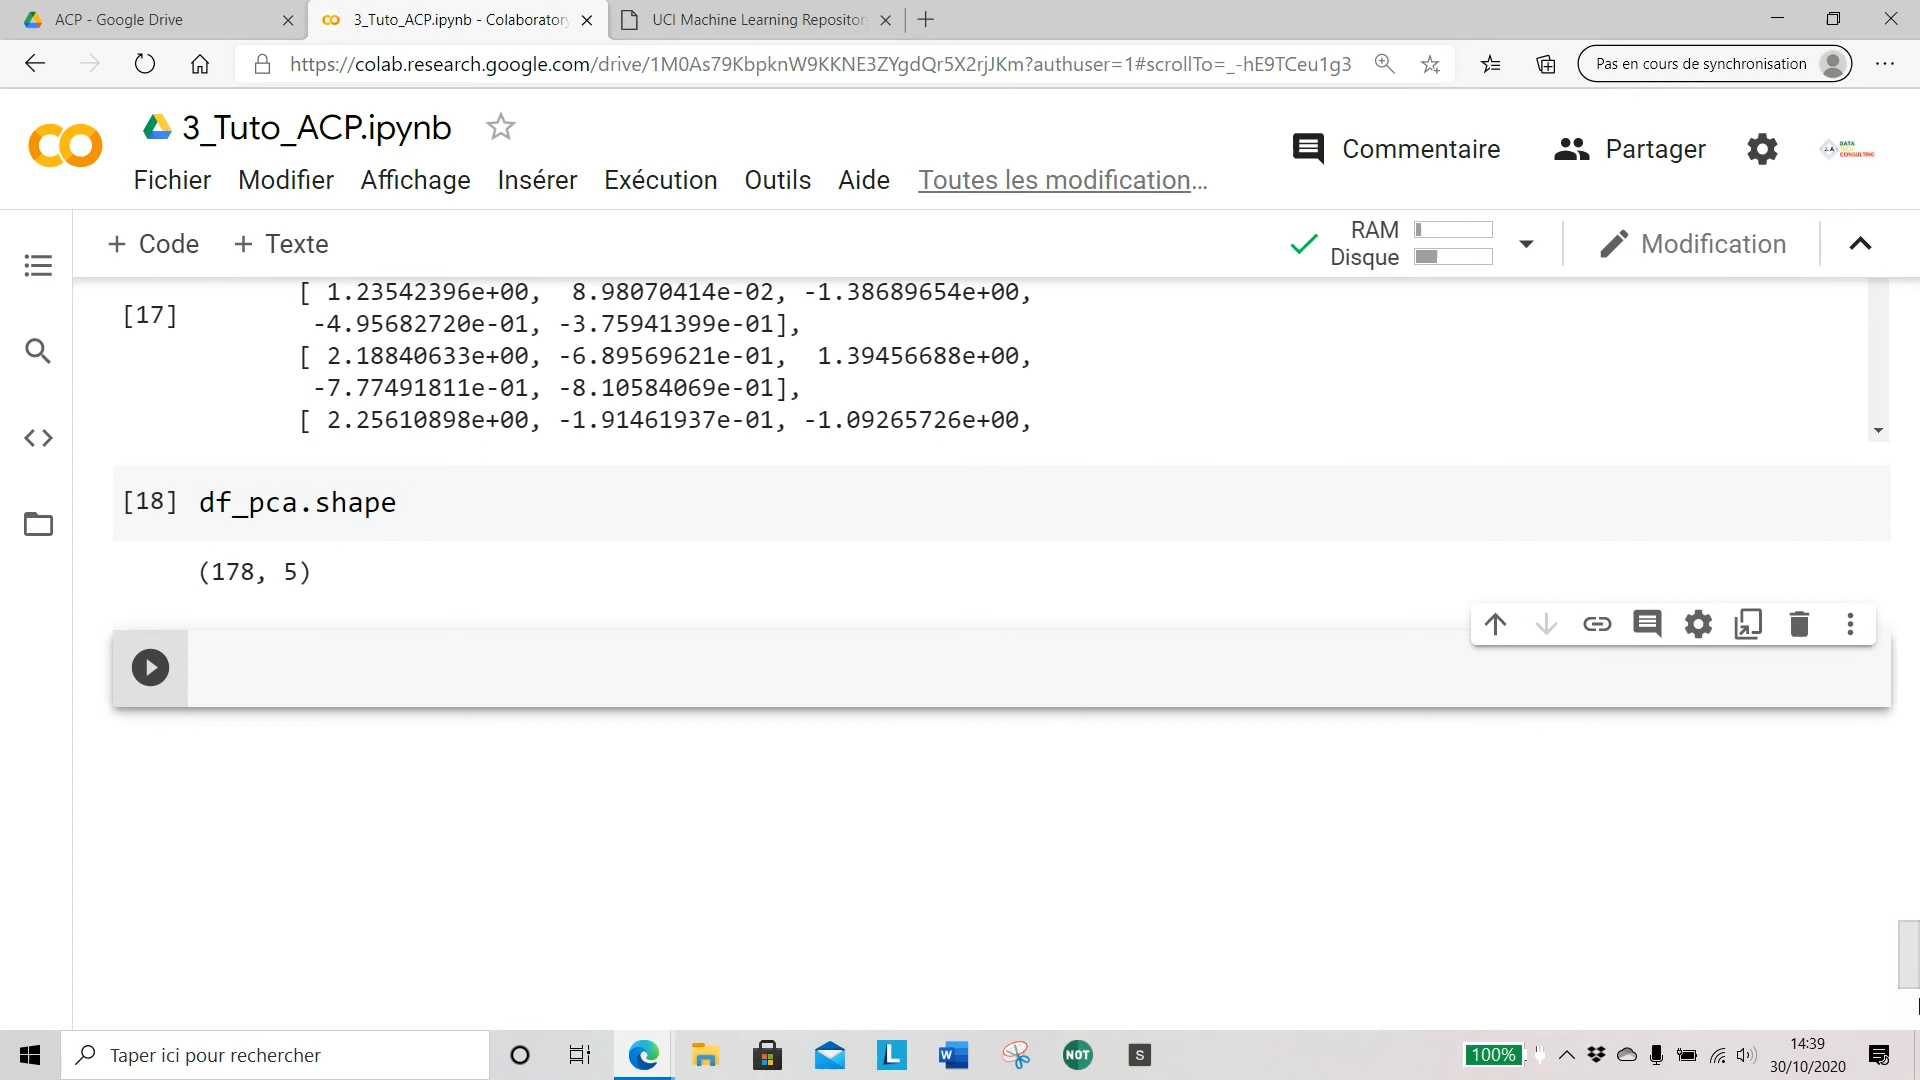 ACP - Google Drive
3_Tuto_ACP.ipynb - Colaboratory
UCI Machine Learning Repository
https://colab.research.google.com/drive/1M0As79KbpknW9KKNE3ZYgdQr5X2rjJKm?authuser=1#scrollTo=_-hE9TCeu1g3
Pas en cours de synchronisation
3_Tuto_ACP.ipynb
Commentaire
Partager
DATA
CONSULTING
Fichier Modifier Affichage Insérer Exécution Outils Aide Toutes les modification...
+ Code + Texte
RAM
Disque
Modification
[17]
[ 1.23542396e+00, 8.98070414e-02, -1.38689654e+00,
-4.95682720e-01, -3.75941399e-01],
[ 2.18840633e+00, -6.89569621e-01, 1.39456688e+00,
-7.77491811e-01, -8.10584069e-01],
[ 2.25610898e+00, -1.91461937e-01, -1.09265726e+00,
[18] df_pca.shape
(178, 5)
Taper ici pour rechercher
L
W
NOT
S
100%
14:39
30/10/2020